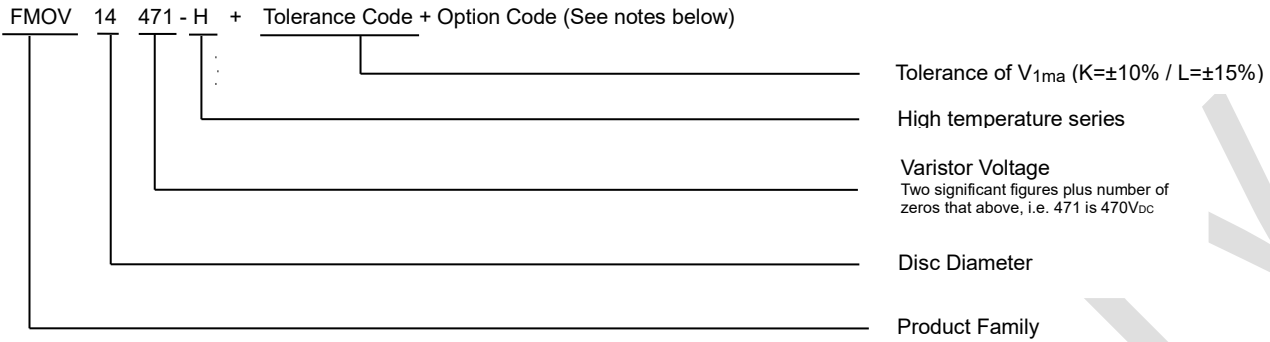 FMOV 14 471 - H + Tolerance Code + Option Code (See notes below)
Tolerance of V1ma (K=±10% / L=±15%)
High temperature series
Varistor Voltage
Two significant figures plus number of
zeros that above, i.e. 471 is 470VDC
Disc Diameter
Product Family